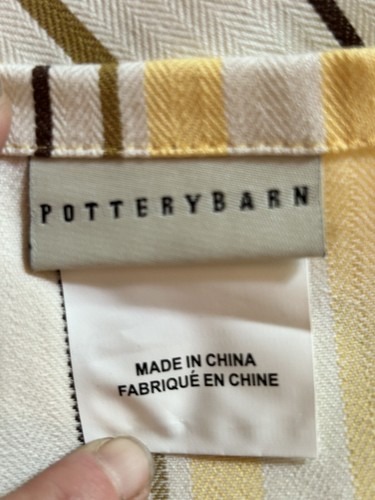 POTTERYBARN
MADE IN CHINA
FABRIQUÉ EN CHINE